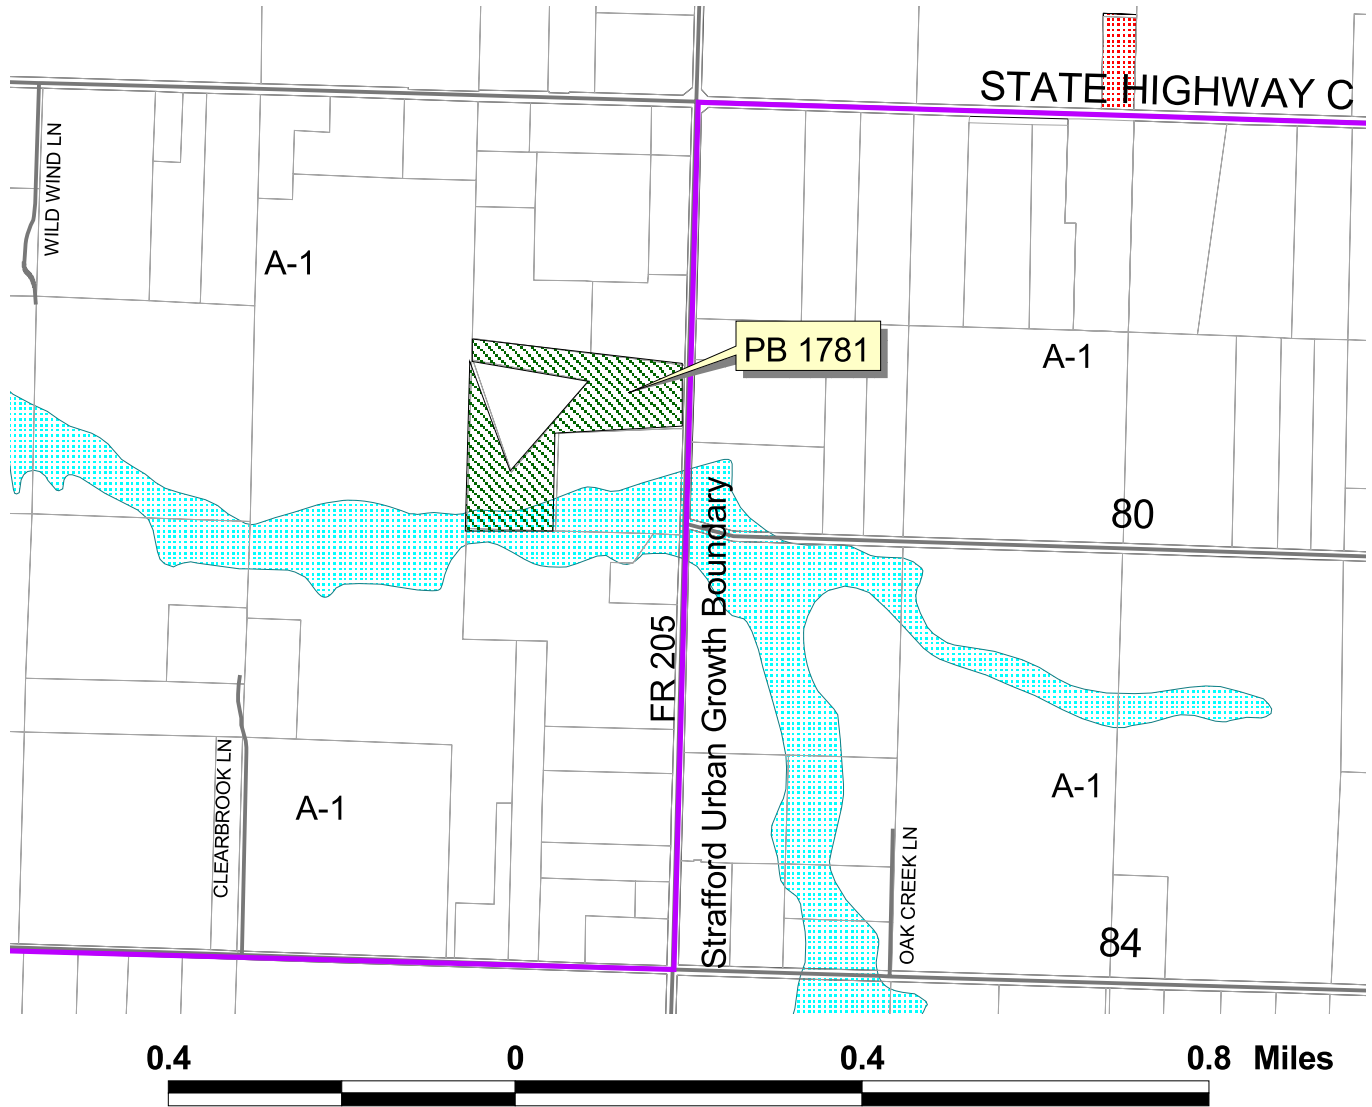 STATE HIGHWAY C
WILD WIND LN
A-1
PB 1781
A-1
80
FR 205
Strafford Urban Growth Boundary
CLEARBROOK LN
A-1
A-1
OAK CREEK LN
84
0.4 0 0.4 0.8 Miles